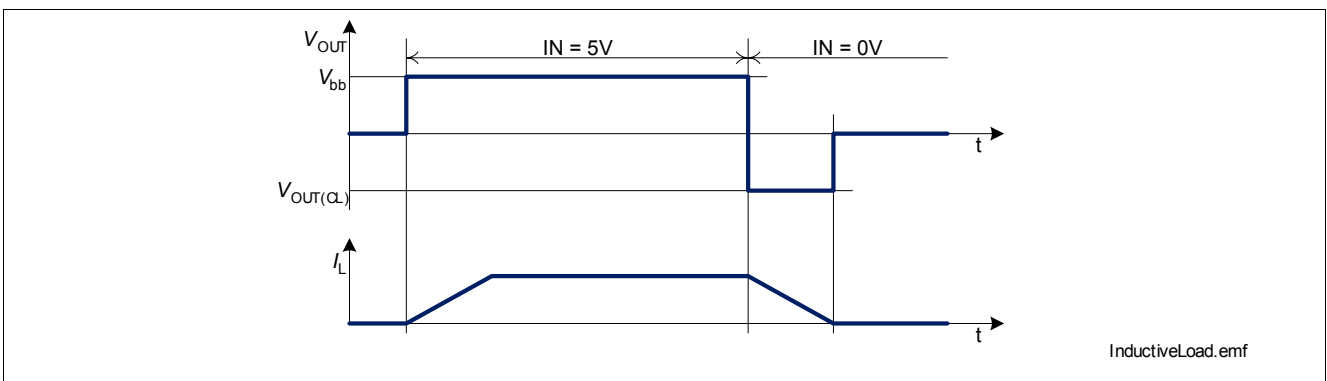 VOUT
IN = 5V
IN = 0V
Vbb
t
VOUT(CL)
IL
t
InductiveLoad.emf